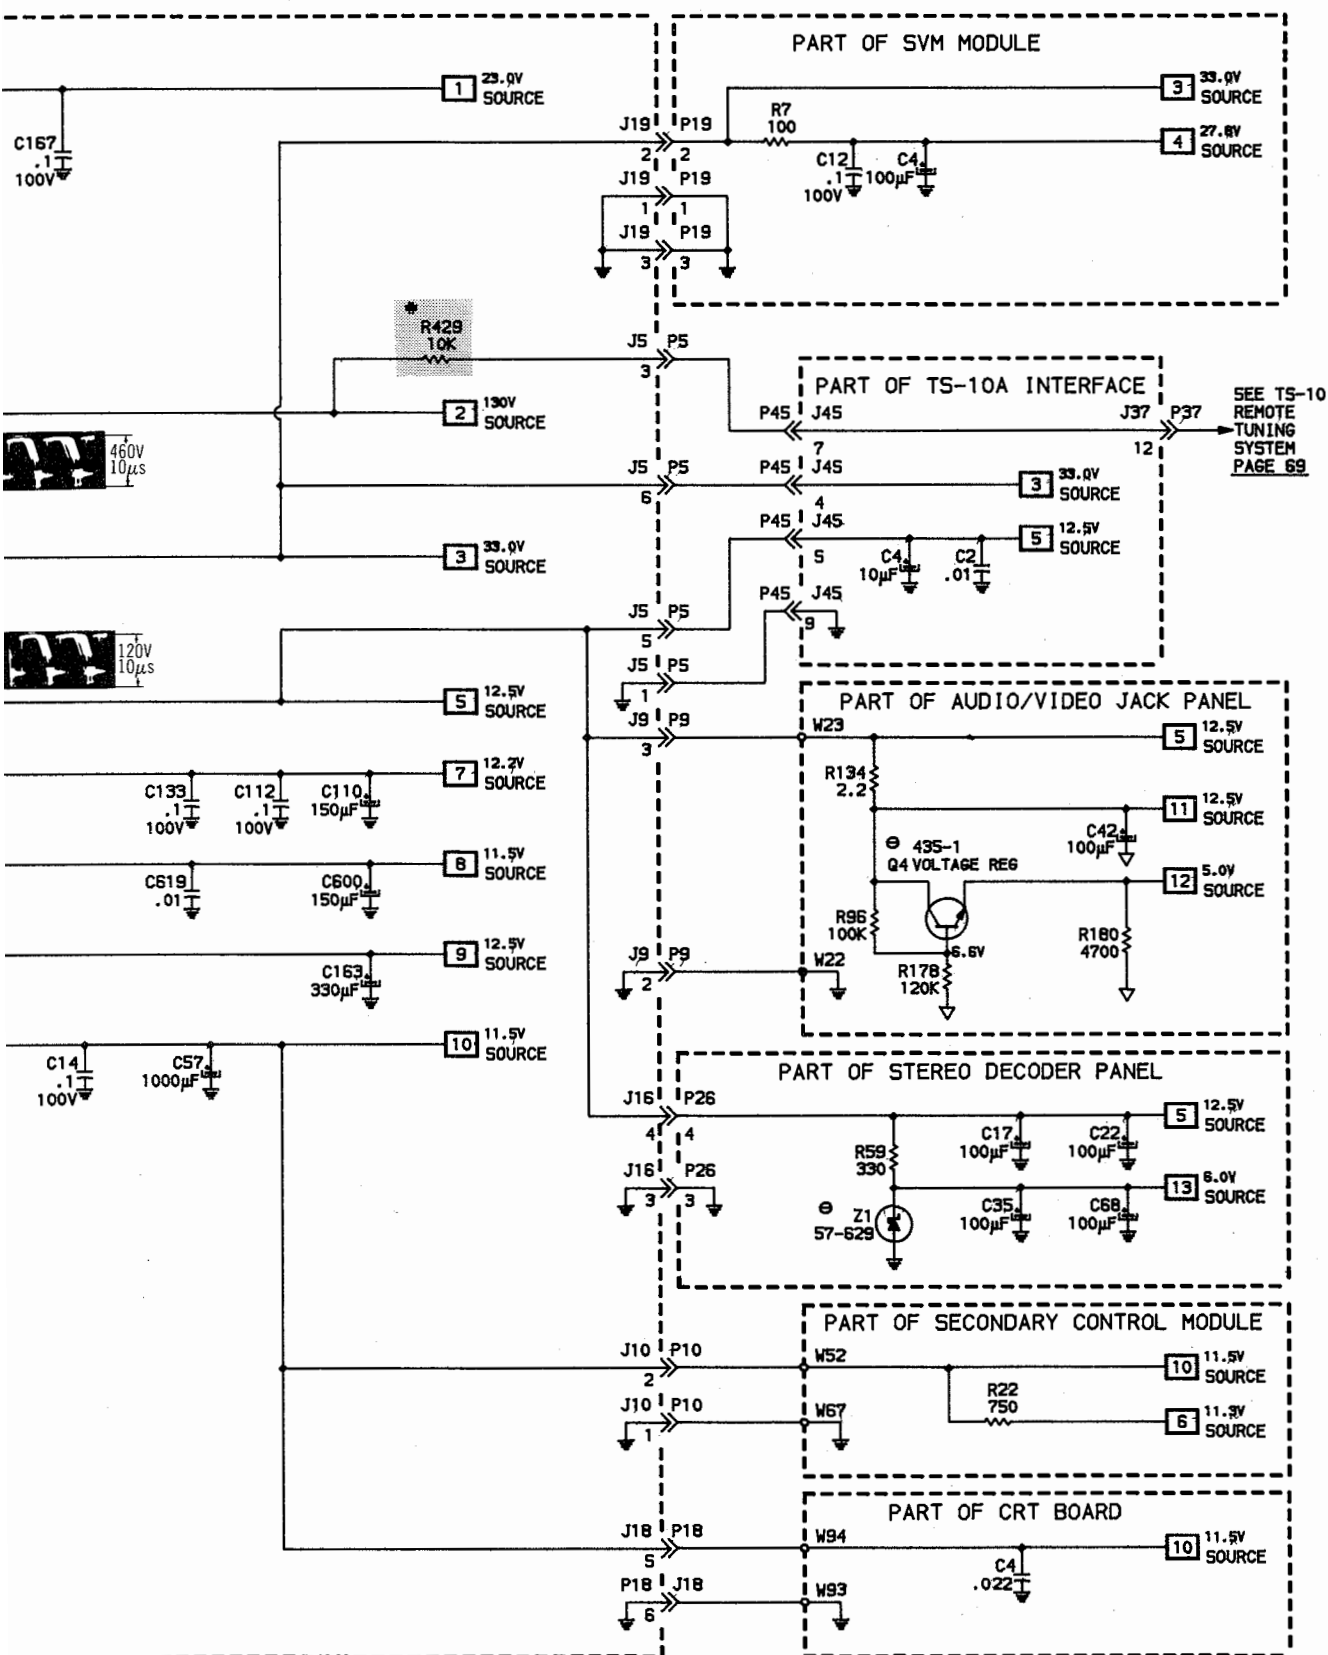 PART OF SVM MODULE
1 23.0V SOURCE
C167 .1 100V
J19 P19
2 2
R7 100
3 33.0V SOURCE
4 27.8V SOURCE
C12 .1 100V
C4 100µF
J19 P19
1 1
J19 P19
3 3
*
R429 10K
J5 P5
3
2 130V SOURCE
PART OF TS-10A INTERFACE
P45 J45
7
J37 P37
12
SEE TS-10
REMOTE
TUNING
SYSTEM
PAGE 69
460V
10µs
J5 P5
6
P45 J45
4
3 33.0V SOURCE
P45 J45
5
C4 10µF
C2 .01
5 12.5V SOURCE
3 33.0V SOURCE
P45 J45
9
J5 P5
5
120V
10µs
J5 P5
1
5 12.5V SOURCE
PART OF AUDIO/VIDEO JACK PANEL
J9 P9
3
W23
5 12.5V SOURCE
R134 2.2
7 12.2V SOURCE
C133 .1 100V
C112 .1 100V
C110 150µF
11 12.5V SOURCE
C42 100µF
435-1
Q4 VOLTAGE REG
8 11.5V SOURCE
C619 .01
C600 150µF
12 5.0V SOURCE
R96 100K
6.6V
R180 4700
9 12.5V SOURCE
C163 330µF
J9 P9
2
W22
R178 120K
10 11.5V SOURCE
C14 .1 100V
C57 1000µF
PART OF STEREO DECODER PANEL
J16 P26
4 4
5 12.5V SOURCE
C17 100µF
C22 100µF
R59 330
J16 P26
3 3
13 6.0V SOURCE
Z1
57-629
C35 100µF
C68 100µF
PART OF SECONDARY CONTROL MODULE
J10 P10
2
W52
10 11.5V SOURCE
R22 750
J10 P10
1
W67
6 11.3V SOURCE
PART OF CRT BOARD
J18 P18
5
W94
10 11.5V SOURCE
C4 .022
P18 J18
6
W93